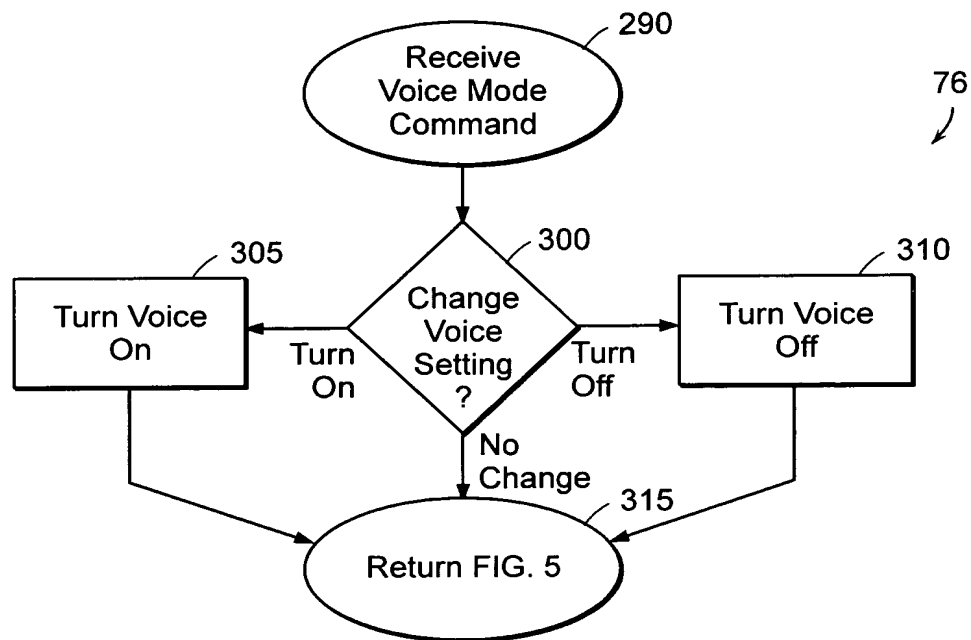 290
Receive
Voice Mode
Command
76
300
Change
Voice
Setting
?
305
Turn Voice
On
Turn
On
310
Turn Voice
Off
Turn
Off
No
Change
315
Return FIG. 5